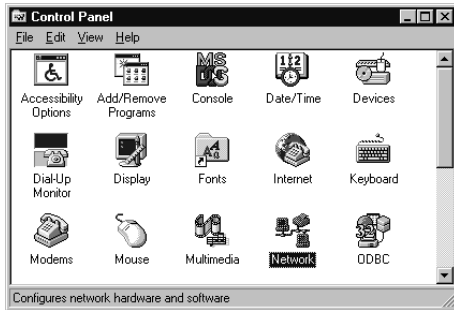 Control Panel
File Edit View Help
Accessibility Options
Add/Remove Programs
Console
Date/Time
Devices
Dial-Up Monitor
Display
Fonts
Internet
Keyboard
Modems
Mouse
Multimedia
Network
ODBC
Configures network hardware and software